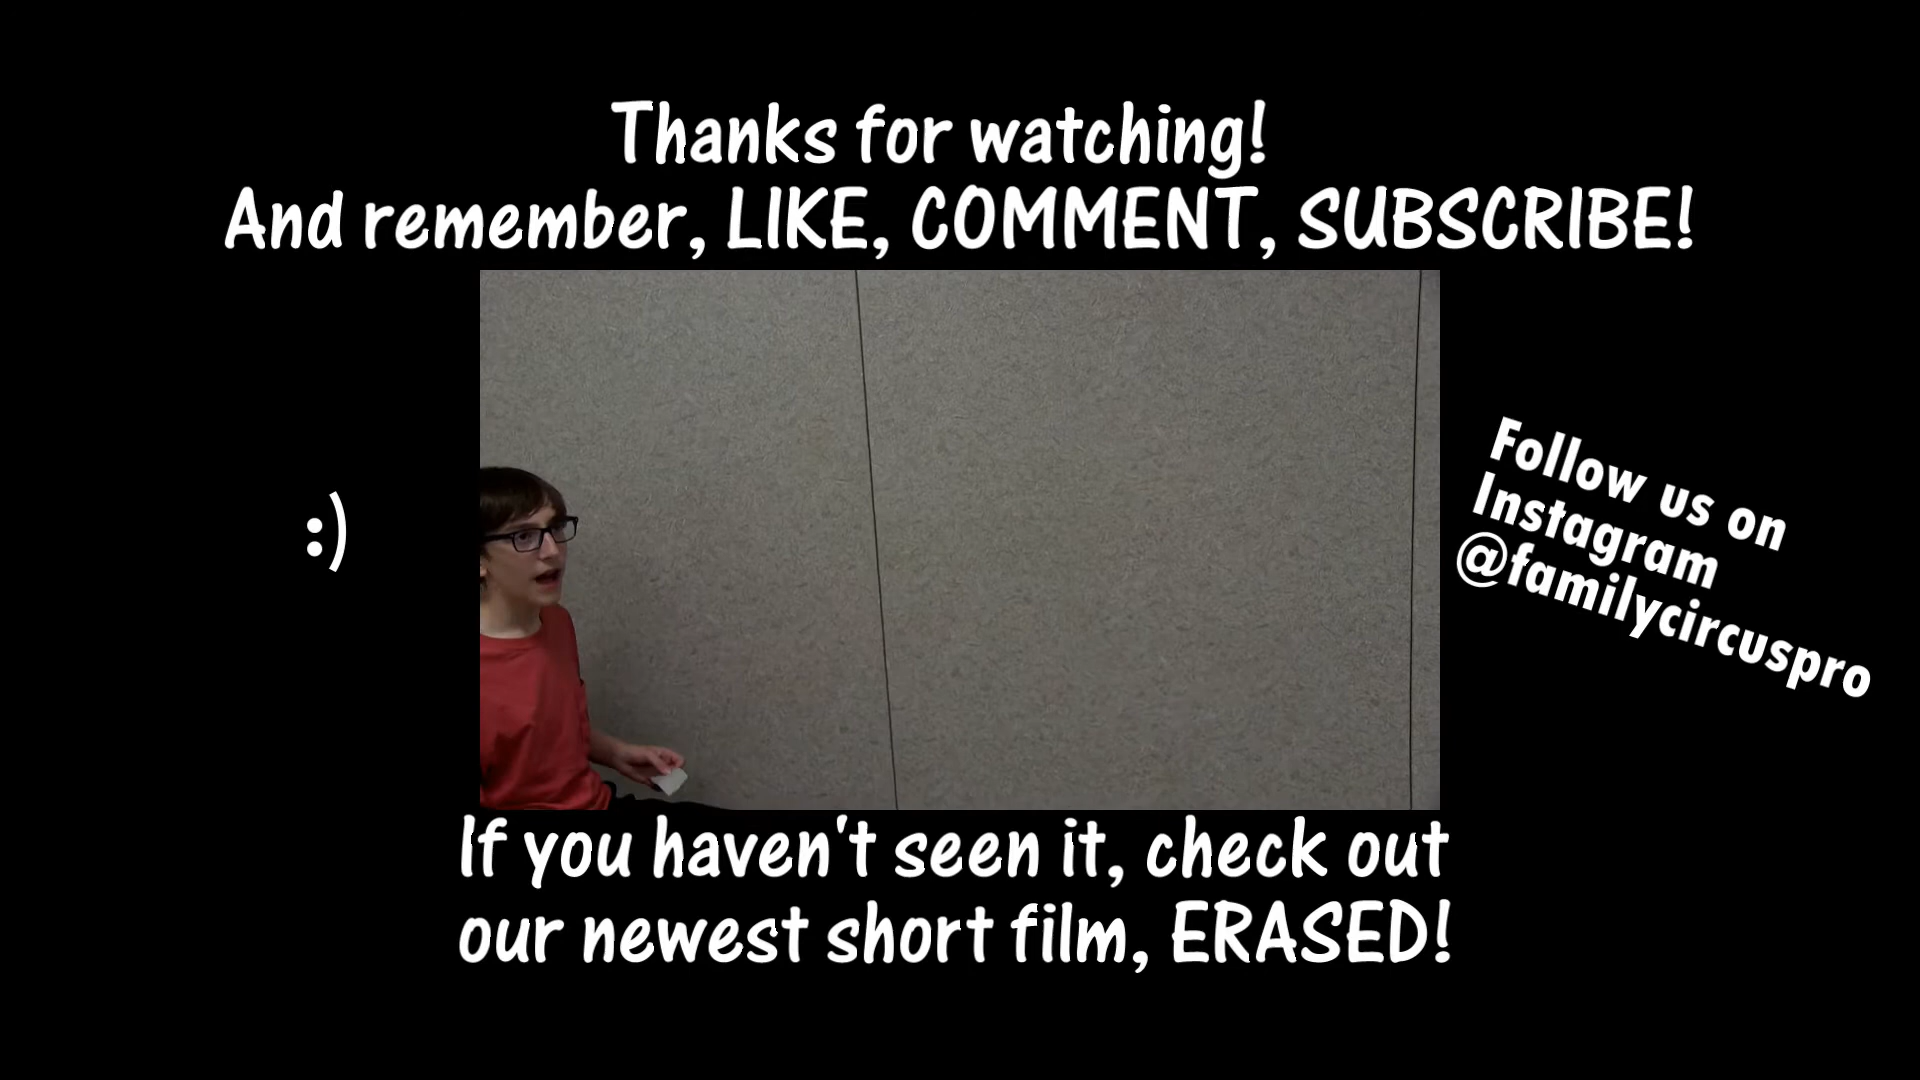 Thanks for watching!
And remember, LIKE, COMMENT, SUBSCRIBE!
:)
Follow us on
Instagram
@familycircuspro
If you haven't seen it, check out
our newest short film, ERASED!